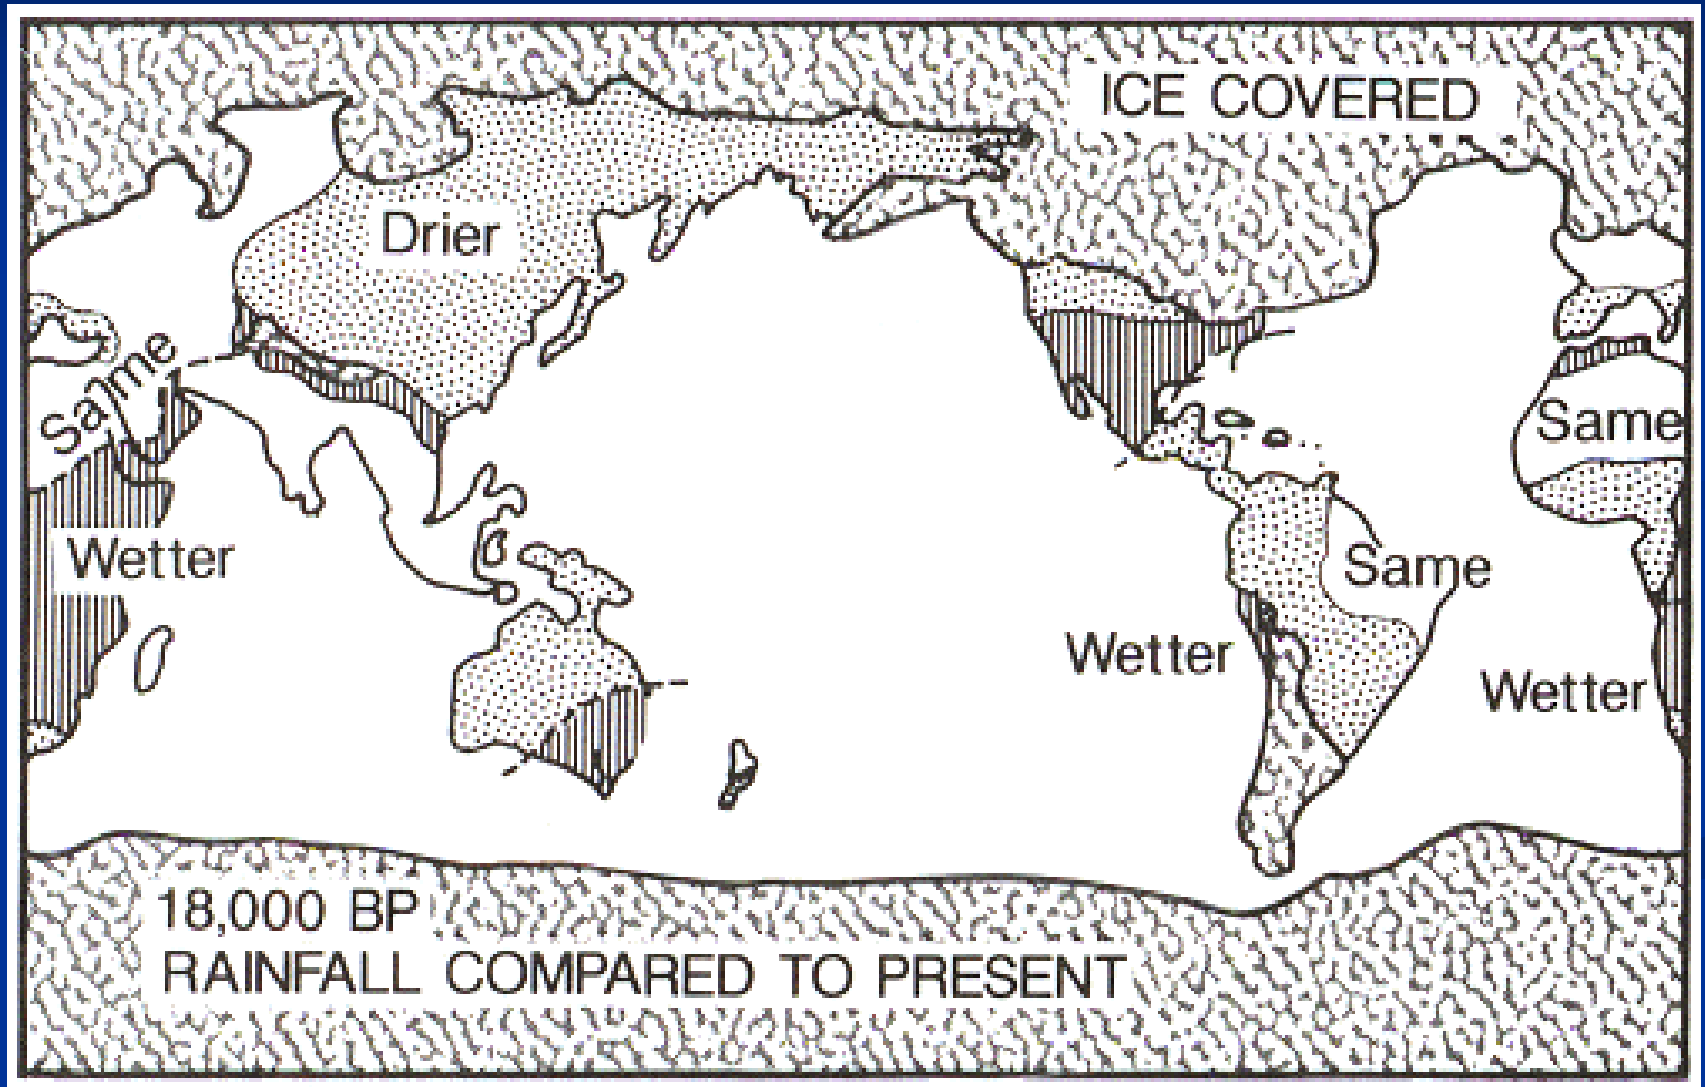 ICE COVERED
Drier
Same
Same
Wetter
Same
Wetter
Wetter
18,000 BP
RAINFALL COMPARED TO PRESENT